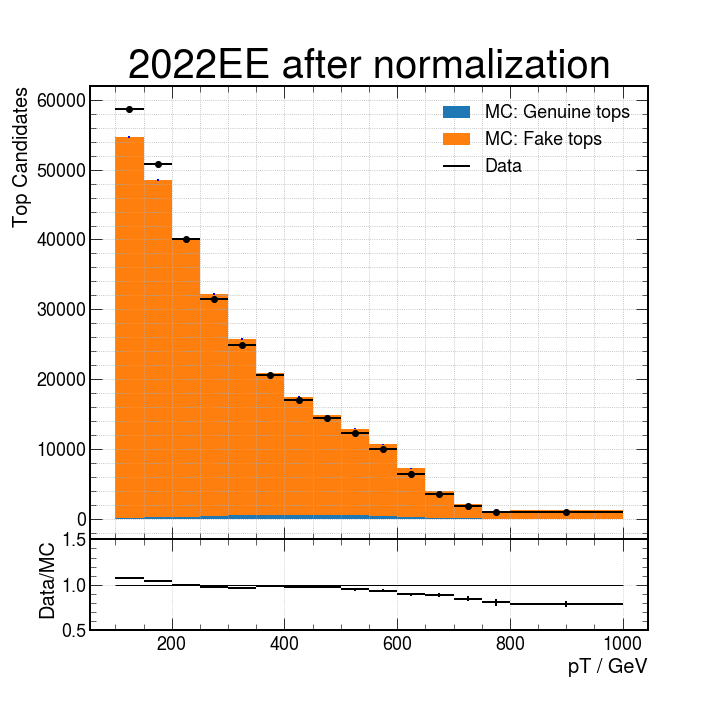 2022EE after normalization
Top Candidates
60000
50000
40000
30000
20000
10000
0
MC: Genuine tops
MC: Fake tops
Data
Data/MC
1.5
1.0
0.5
200
400
600
800
1000
pT / GeV